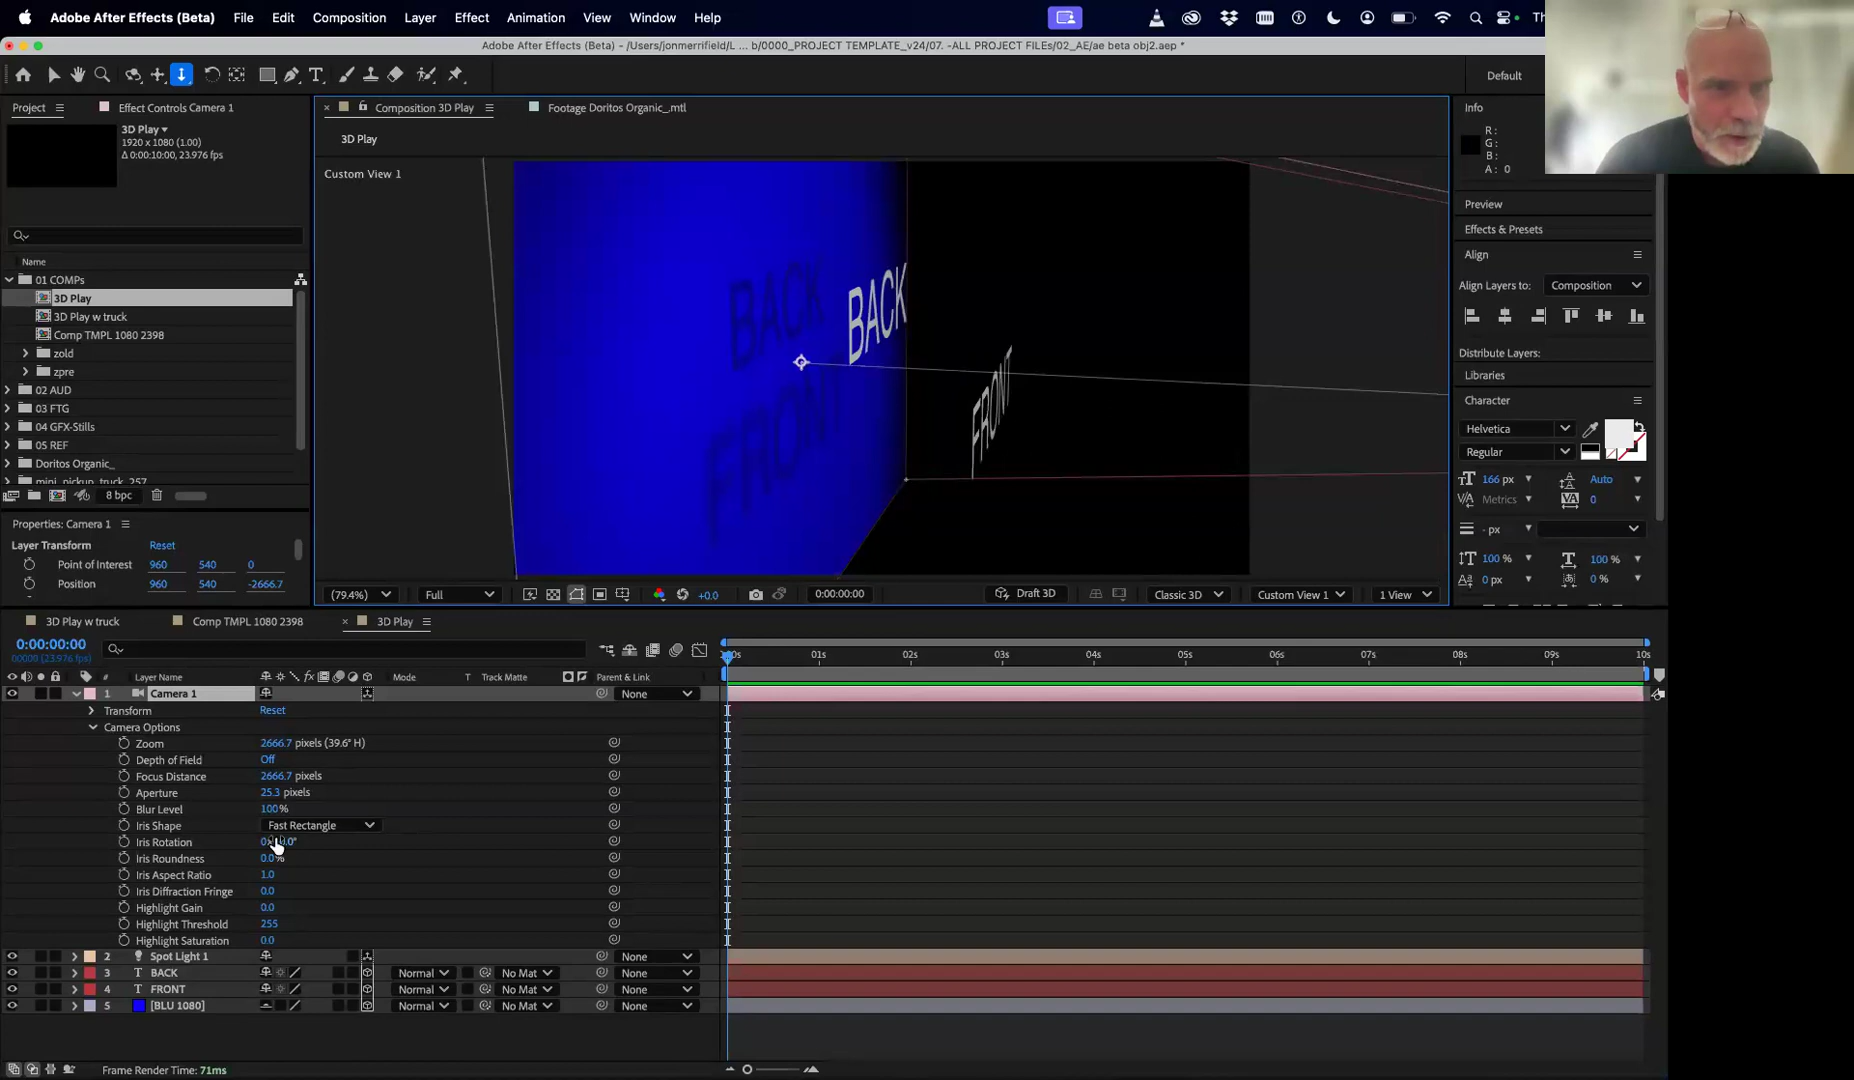 Adobe After Effects (Beta) File Edit Composition Layer Effect Animation View Window Help
Adobe After Effects (Beta) - /Users/jonmerrifield/L ... b/0000_PROJECT TEMPLATE_v24/07. -ALL PROJECT FILEs/02_AE/ae beta obj2.aep *
Default
Project Effect Controls Camera 1
Composition 3D Play Footage Doritos Organic_.mtl
Info
3D Play
1920 x 1080 (1.00)
Δ 0:00:10:00, 23.976 fps
3D Play
Custom View 1
R:
G:
B:
A: 0
Preview
Effects & Presets
Align
Align Layers to: Composition
Distribute Layers:
Libraries
Character
Helvetica
Regular
166 px Auto
Metrics 0
- px
100 % 100 %
0 px 0 %
Name
01 COMPs
3D Play
3D Play w truck
Comp TMPL 1080 2398
zold
zpre
02 AUD
03 FTG
04 GFX-Stills
05 REF
Doritos Organic_
mini_pickup_truck_257
8 bpc
BACK
BACK
FRONT
FRONT
Properties: Camera 1
Layer Transform Reset
Point of Interest 960 540 0
Position 960 540 -2666.7
(79.4%) Full +0.0 0:00:00:00 Draft 3D Classic 3D Custom View 1 1 View
3D Play w truck Comp TMPL 1080 2398 3D Play
0:00:00:00
00000 (23.976 fps)
01s 02s 03s 04s 05s 06s 07s 08s 09s 10s
# Layer Name Mode T Track Matte Parent & Link
1 Camera 1 None
Transform Reset
Camera Options
Zoom 2666.7 pixels (39.6° H)
Depth of Field Off
Focus Distance 2666.7 pixels
Aperture 25.3 pixels
Blur Level 100%
Iris Shape Fast Rectangle
Iris Rotation
Iris Roundness 0.0%
Iris Aspect Ratio 1.0
Iris Diffraction Fringe 0.0
Highlight Gain 0.0
Highlight Threshold 255
Highlight Saturation 0.0
2 Spot Light 1 None
3 T BACK Normal No Mat None
4 T FRONT Normal No Mat None
5 [BLU 1080] Normal No Mat None
Frame Render Time: 71ms